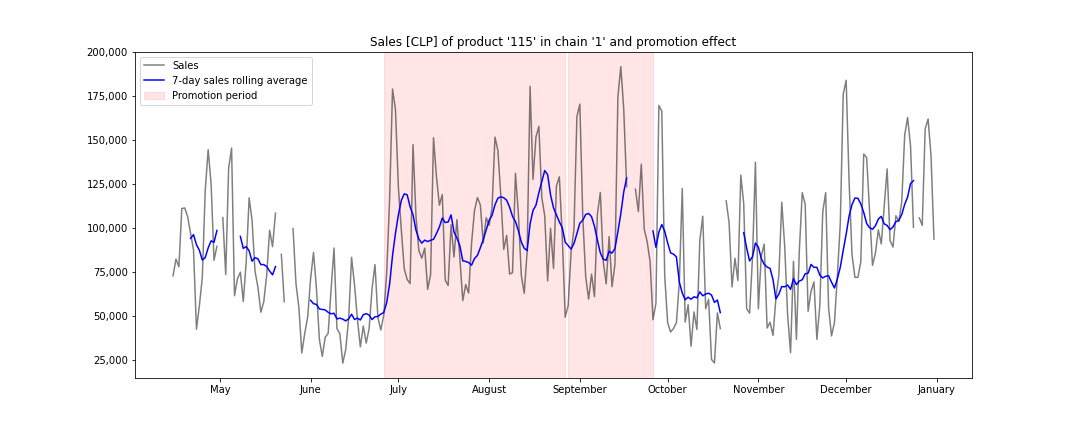 Sales [CLP] of product '115' in chain '1' and promotion effect
200,000
175,000
150,000
125,000
100,000
75,000
50,000
25,000
Sales
7-day sales rolling average
Promotion period
May June July August September October November December January